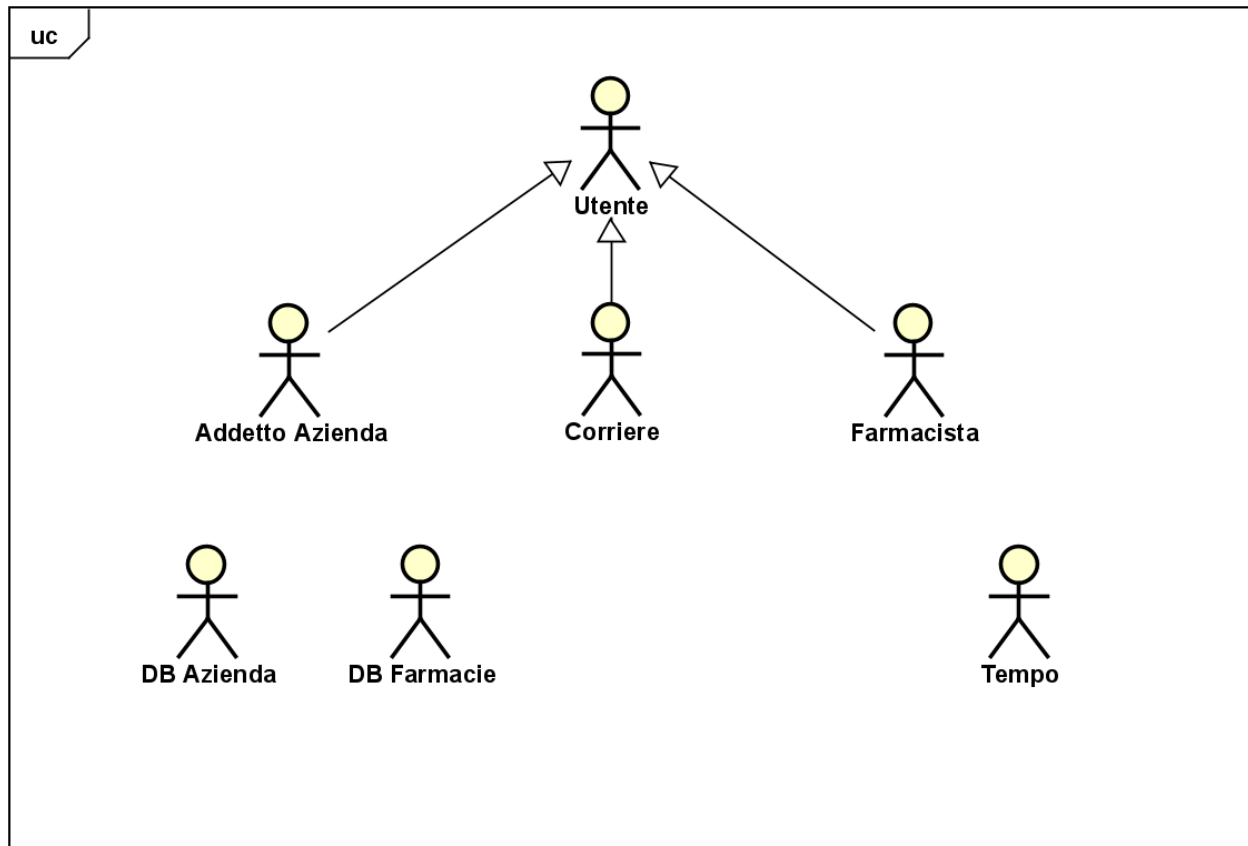 uc
Utente
Addetto Azienda
Corriere
Farmacista
DB Azienda
DB Farmacie
Tempo